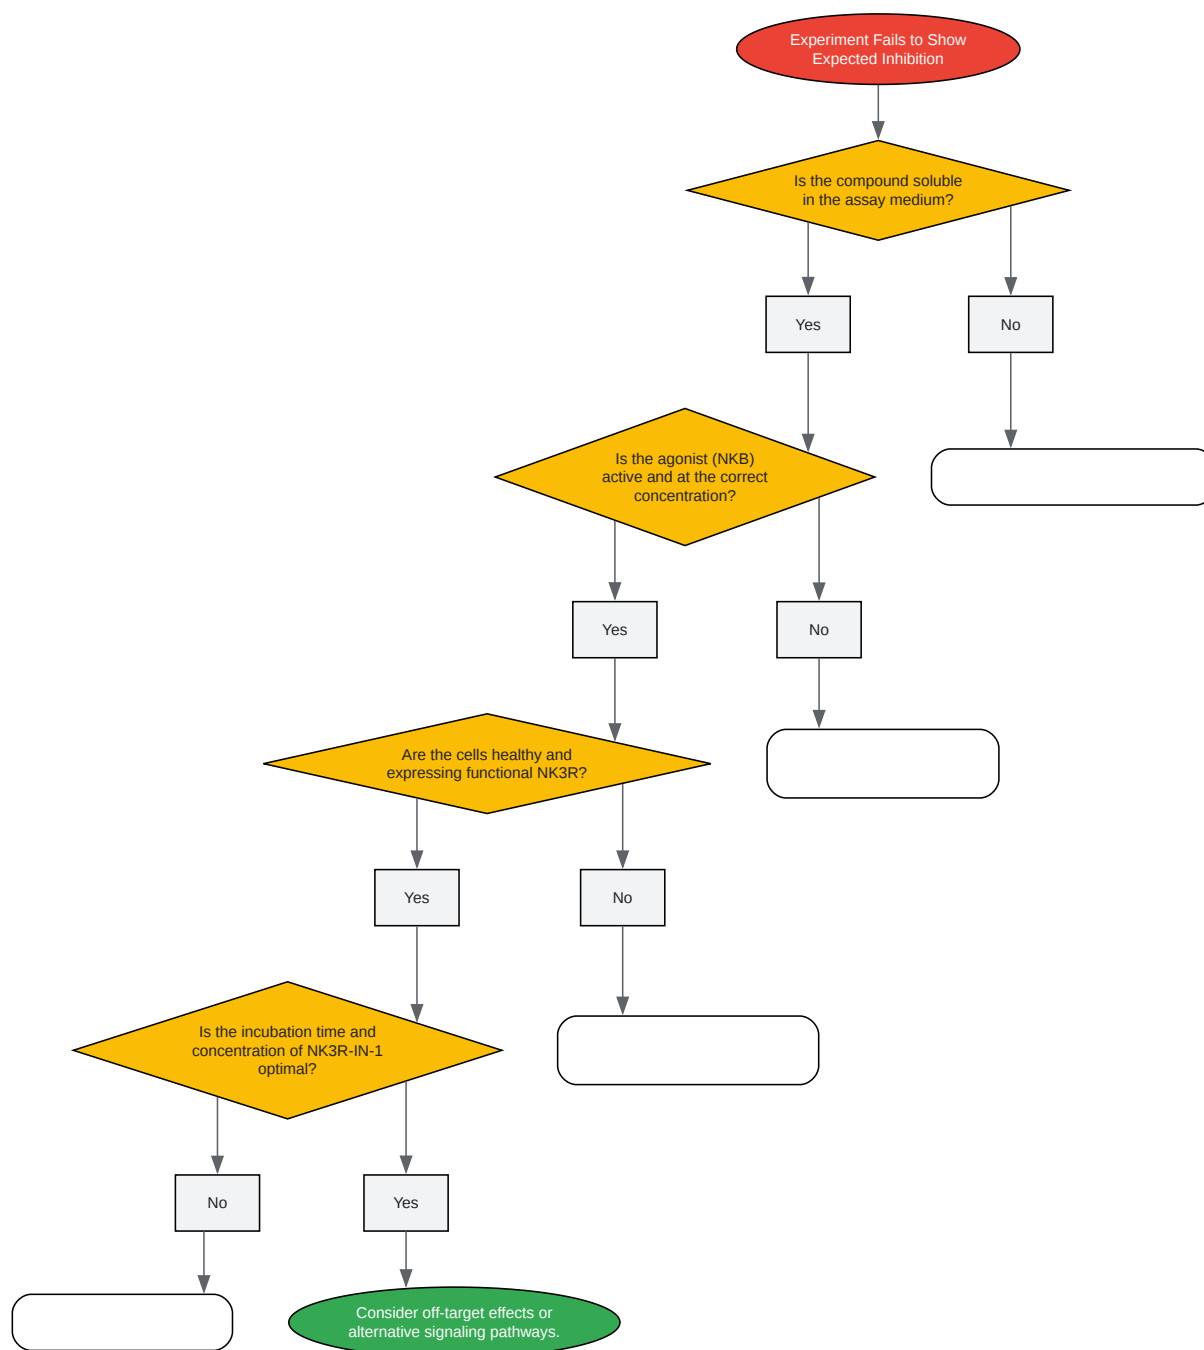 Experiment Fails to Show
Expected Inhibition
Is the compound soluble
in the assay medium?
Yes
No
Is the agonist (NKB)
active and at the correct
concentration?
Yes
No
Are the cells healthy and
expressing functional NK3R?
Yes
No
Is the incubation time and
concentration of NK3R-IN-1
optimal?
No
Yes
Consider off-target effects or
alternative signaling pathways.